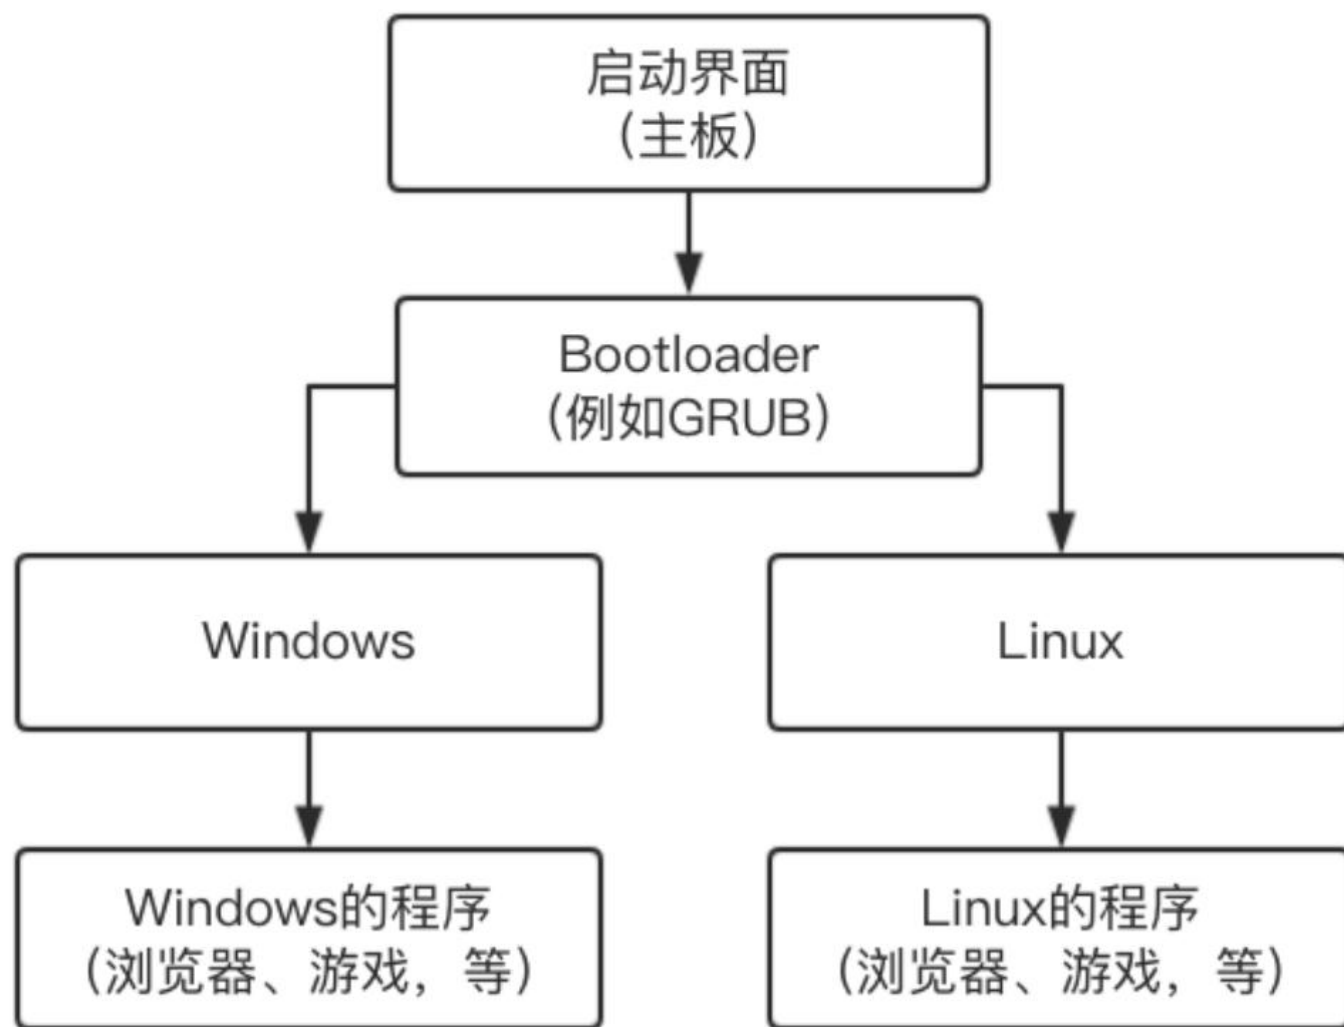 启动界面
（主板）
Bootloader
（例如GRUB）
Windows
Linux
Windows的程序
（浏览器、游戏，等）
Linux的程序
（浏览器、游戏，等）